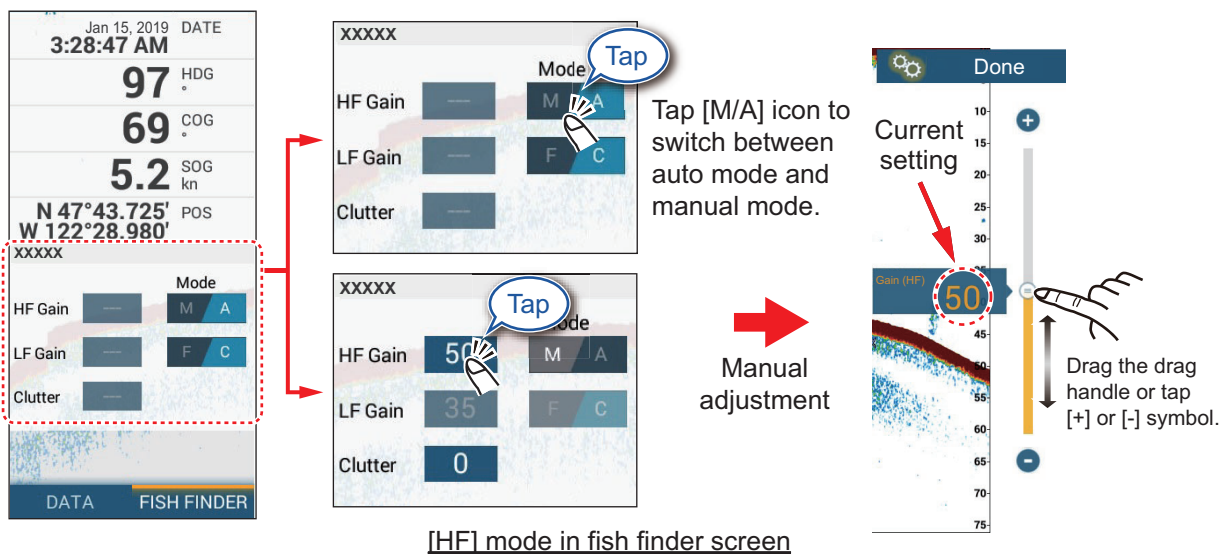 Jan 15, 2019 DATE
3:28:47 AM
97 HDG
°
69 COG
°
5.2 SOG
kn
N 47°43.725′ POS
W 122°28.980′
XXXXX
Mode
HF Gain --- M A
LF Gain --- F C
Clutter ---
DATA FISH FINDER
XXXXX
Tap
Mode
HF Gain --- M A
LF Gain --- F C
Clutter ---
Tap [M/A] icon to
switch between
auto mode and
manual mode.
XXXXX
Tap
HF Gain 50 M A
LF Gain 35 F C
Clutter 0
Manual
adjustment
Done
Current
setting
10
15
20
25
30
Gain (HF) 50
45
50
55
60
65
70
75
+
-
Drag the drag
handle or tap
[+] or [-] symbol.
[HF] mode in fish finder screen